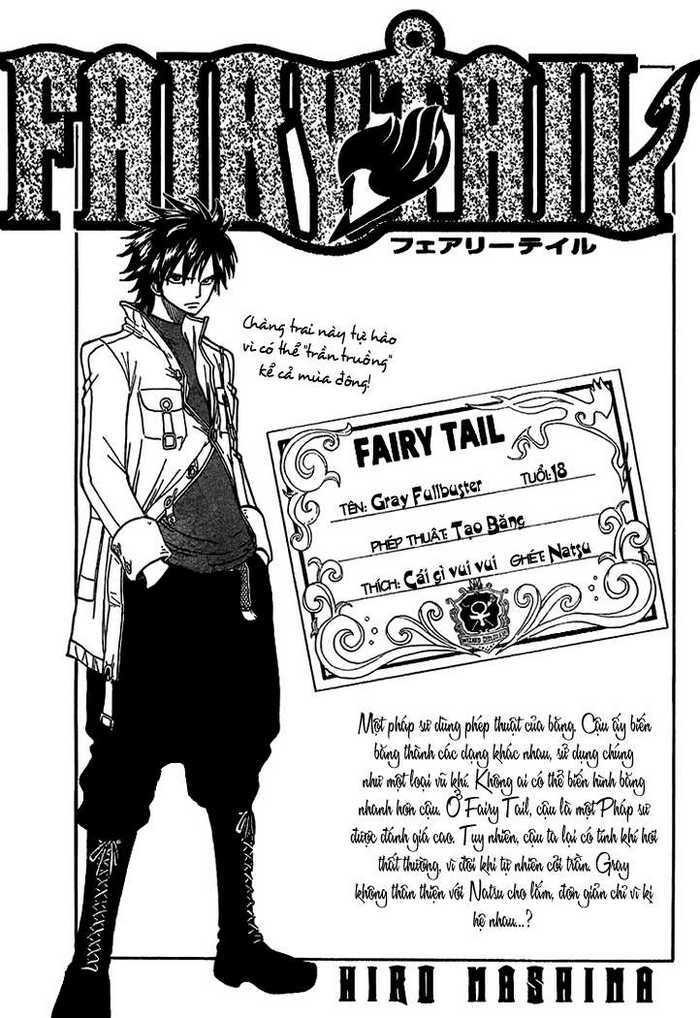 FAIRY TAIL
フェアリーテイル
Chàng trai này tự hào
vì có thể "trần truồng"
kể cả mùa đông!
FAIRY TAIL
TÊN: Gray Fullbuster TUỔI: 18
PHÉP THUẬT: Tạo Băng
THÍCH: Cái gì vui vui GHÉT: Natsu
Một pháp sư dùng phép thuật của băng. Cậu ấy biến
băng thành các dạng khác nhau, sử dụng chúng
như một loại vũ khí. Không ai có thể biến hình băng
nhanh hơn cậu. Ở Fairy Tail, cậu là một Pháp sư
được đánh giá cao. Tuy nhiên, cậu ta lại có tính khí hơi
thất thường, vì đôi khi tự nhiên cởi trần. Gray
không thân thiện với Natsu cho lắm, đơn giản chỉ vì kị
hệ nhau...?
HIRO MASHIMA